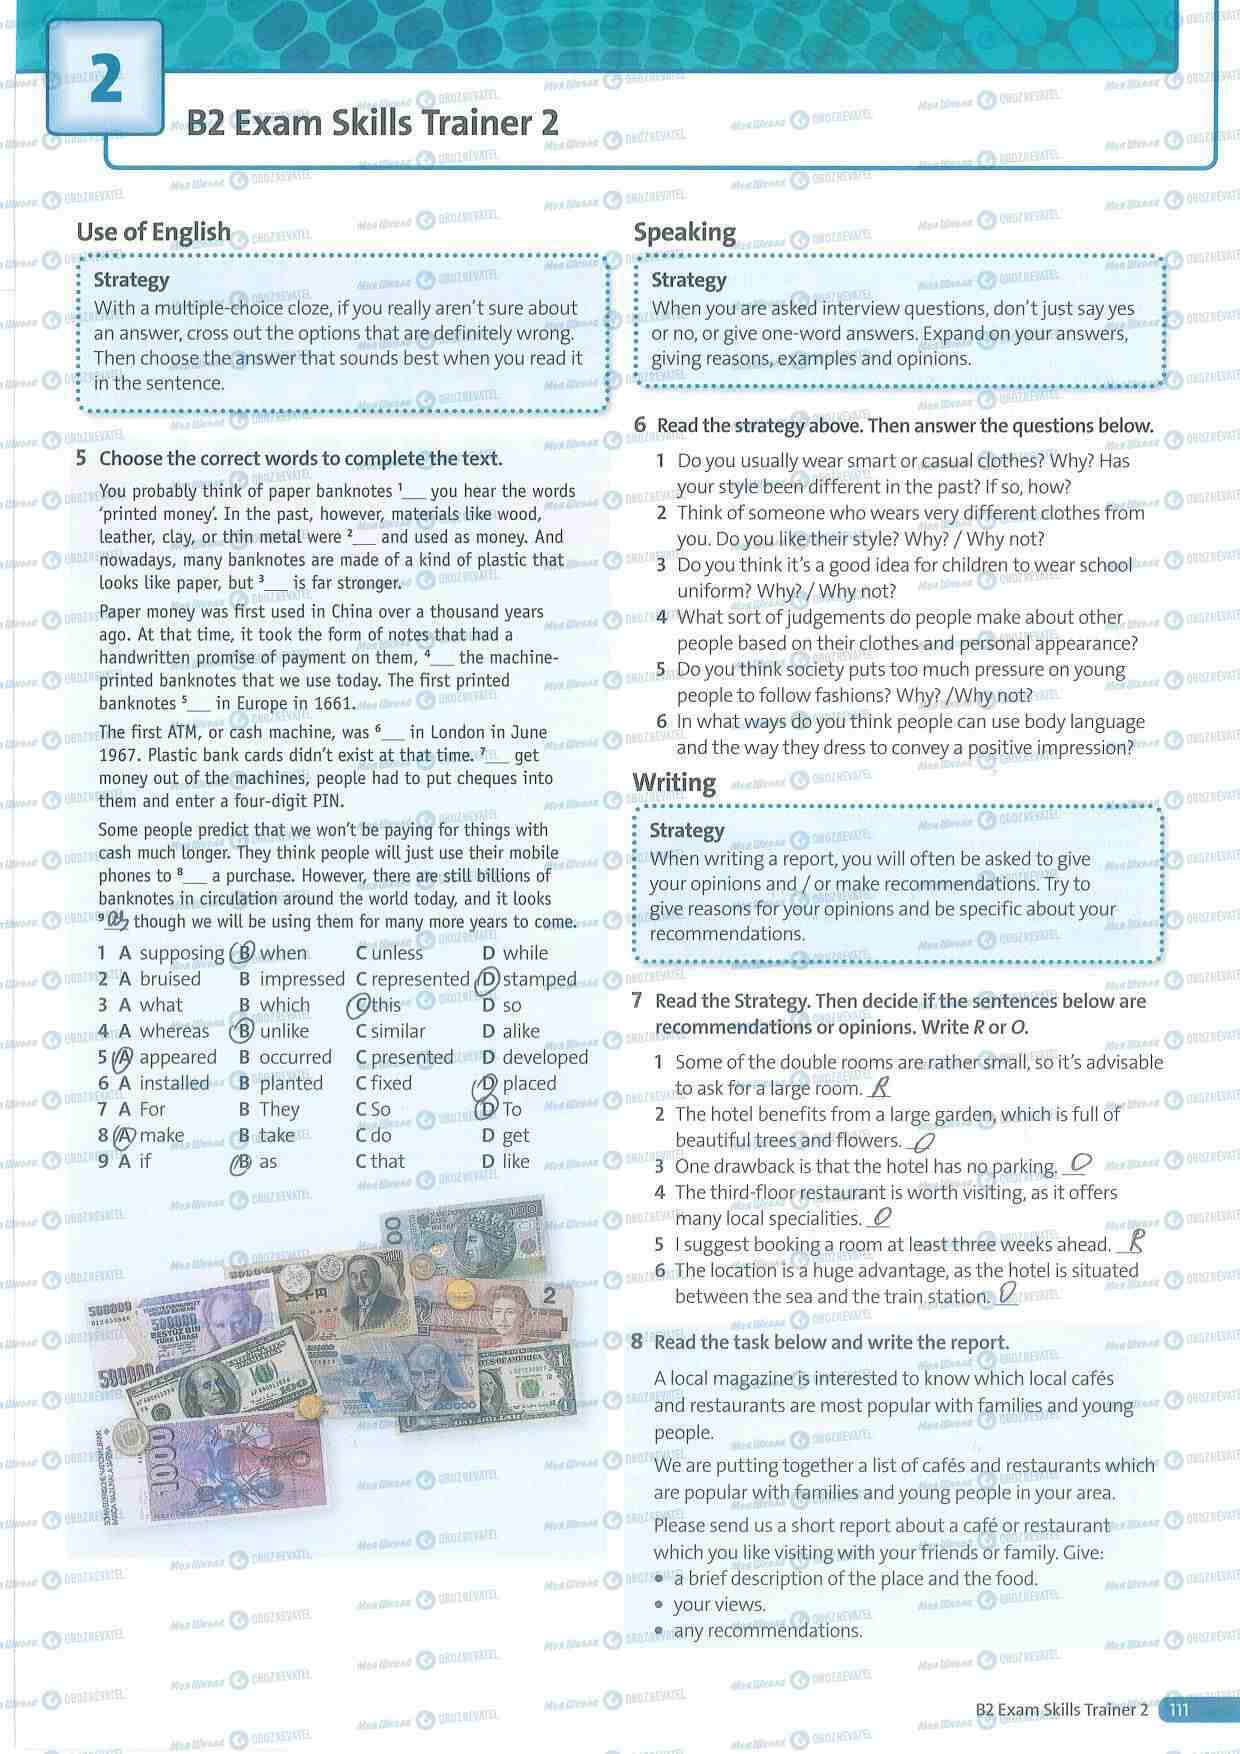 2
B2 Exam Skills Trainer 2
Use of English
Strategy
With a multiple-choice cloze, if you really aren't sure about
an answer, cross out the options that are definitely wrong.
Then choose the answer that sounds best when you read it
in the sentence.
5 Choose the correct words to complete the text.
You probably think of paper banknotes 1___ you hear the words
'printed money'. In the past, however, materials like wood,
leather, clay, or thin metal were 2___ and used as money. And
nowadays, many banknotes are made of a kind of plastic that
looks like paper, but 3___ is far stronger.
Paper money was first used in China over a thousand years
ago. At that time, it took the form of notes that had a
handwritten promise of payment on them, 4___ the machine-
printed banknotes that we use today. The first printed
banknotes 5___ in Europe in 1661.
The first ATM, or cash machine, was 6___ in London in June
1967. Plastic bank cards didn't exist at that time. 7___ get
money out of the machines, people had to put cheques into
them and enter a four-digit PIN.
Some people predict that we won't be paying for things with
cash much longer. They think people will just use their mobile
phones to 8___ a purchase. However, there are still billions of
banknotes in circulation around the world today, and it looks
9 as though we will be using them for many more years to come.
1 A supposing B when C unless D while
2 A bruised B impressed C represented D stamped
3 A what B which C this D so
4 A whereas B unlike C similar D alike
5 A appeared B occurred C presented D developed
6 A installed B planted C fixed D placed
7 A For B They C So D To
8 A make B take C do D get
9 A if B as C that D like
Speaking
Strategy
When you are asked interview questions, don't just say yes
or no, or give one-word answers. Expand on your answers,
giving reasons, examples and opinions.
6 Read the strategy above. Then answer the questions below.
1 Do you usually wear smart or casual clothes? Why? Has
your style been different in the past? If so, how?
2 Think of someone who wears very different clothes from
you. Do you like their style? Why? / Why not?
3 Do you think it's a good idea for children to wear school
uniform? Why? / Why not?
4 What sort of judgements do people make about other
people based on their clothes and personal appearance?
5 Do you think society puts too much pressure on young
people to follow fashions? Why? /Why not?
6 In what ways do you think people can use body language
and the way they dress to convey a positive impression?
Writing
Strategy
When writing a report, you will often be asked to give
your opinions and / or make recommendations. Try to
give reasons for your opinions and be specific about your
recommendations.
7 Read the Strategy. Then decide if the sentences below are
recommendations or opinions. Write R or O.
1 Some of the double rooms are rather small, so it's advisable
to ask for a large room. R
2 The hotel benefits from a large garden, which is full of
beautiful trees and flowers. O
3 One drawback is that the hotel has no parking. O
4 The third-floor restaurant is worth visiting, as it offers
many local specialities. O
5 I suggest booking a room at least three weeks ahead. R
6 The location is a huge advantage, as the hotel is situated
between the sea and the train station. O
8 Read the task below and write the report.
A local magazine is interested to know which local cafés
and restaurants are most popular with families and young
people.
We are putting together a list of cafés and restaurants which
are popular with families and young people in your area.
Please send us a short report about a café or restaurant
which you like visiting with your friends or family. Give:
• a brief description of the place and the food.
• your views.
• any recommendations.
B2 Exam Skills Trainer 2 111